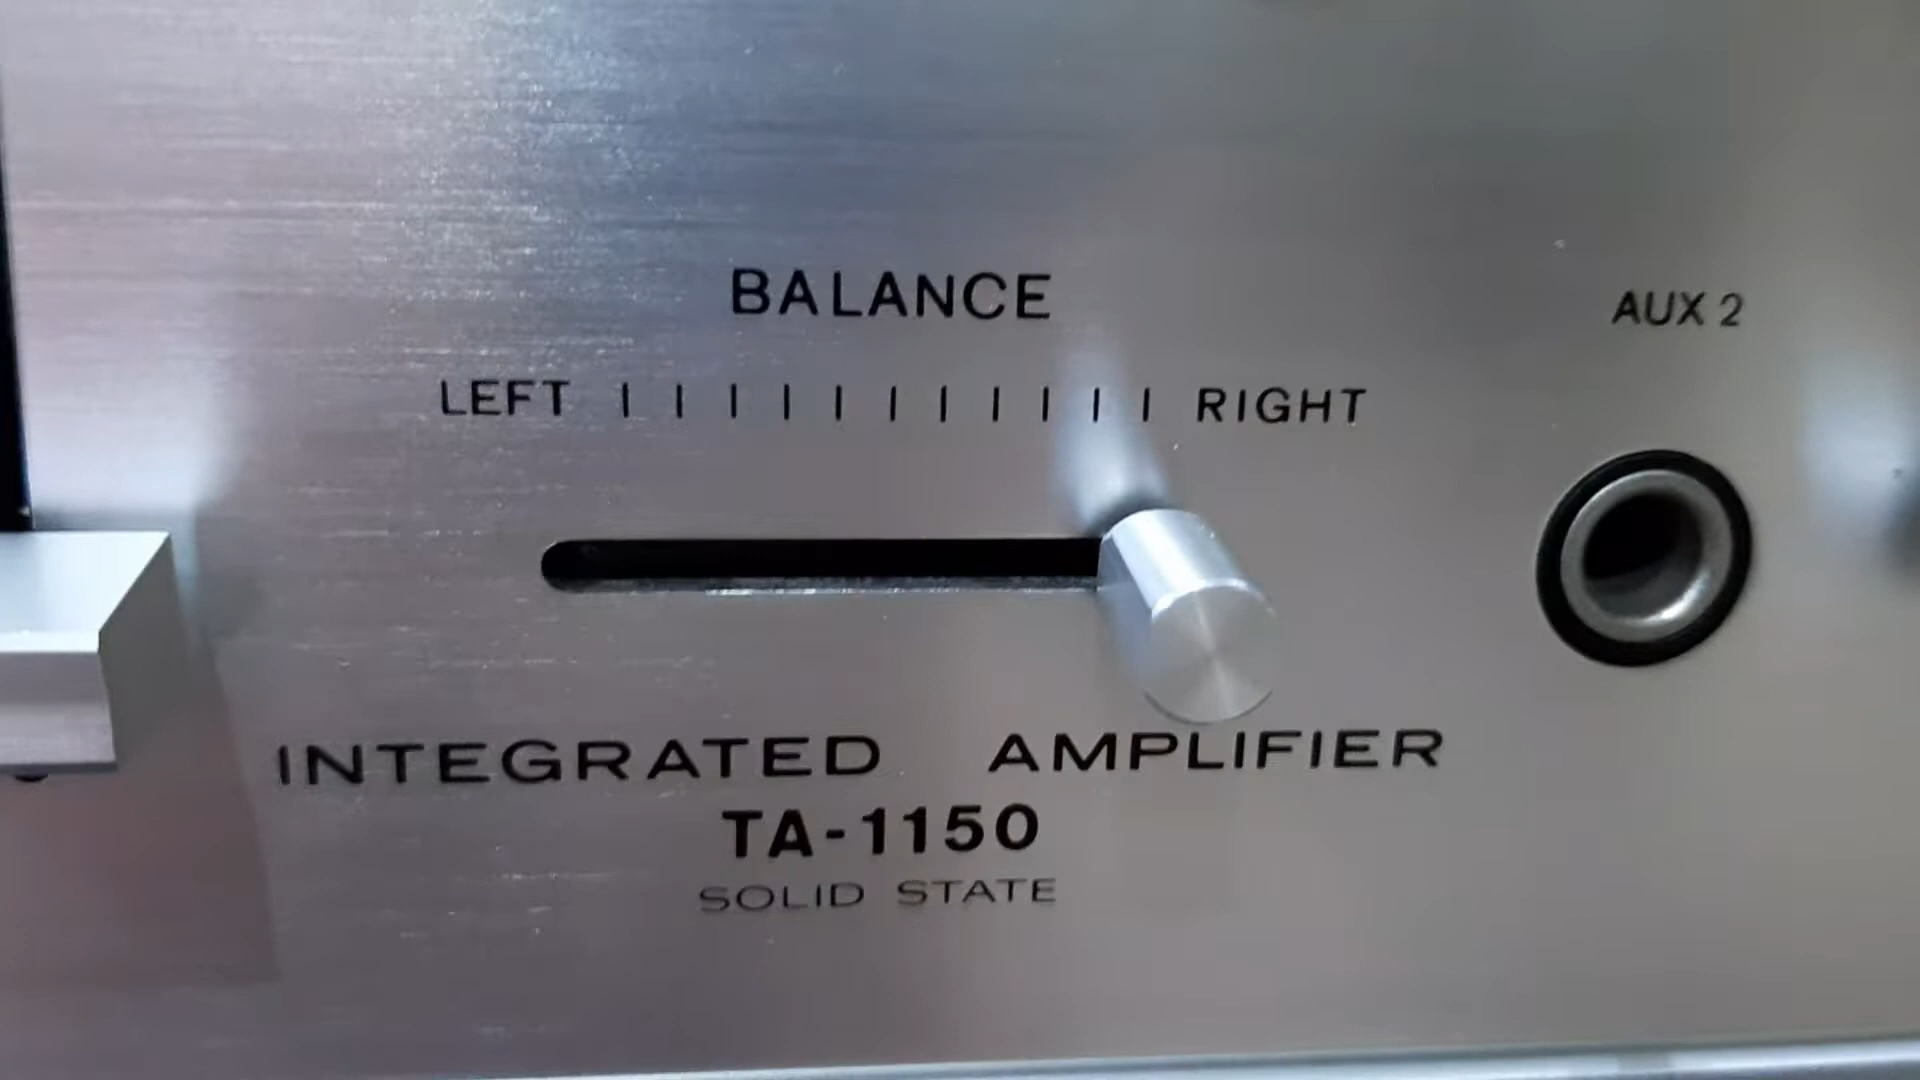 BALANCE
LEFT RIGHT
AUX 2
INTEGRATED AMPLIFIER
TA-1150
SOLID STATE